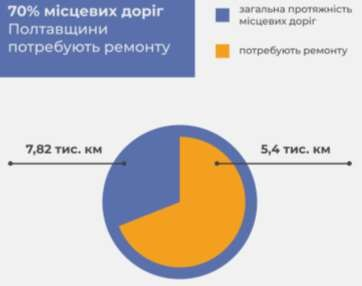 70% місцевих доріг
Полтавщини
потребують ремонту
загальна протяжність
місцевих доріг
потребують ремонту
7,82 тис. км
5,4 тис. км